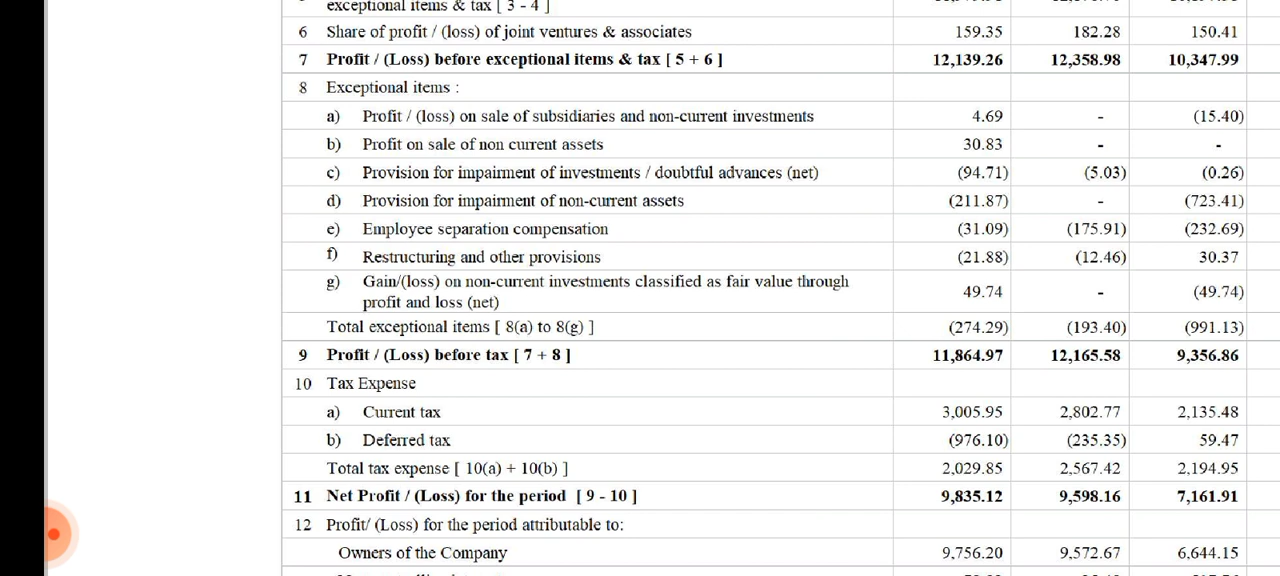 exceptional items & tax [ 3 - 4 ]
6 Share of profit / (loss) of joint ventures & associates 159.35 182.28 150.41
7 Profit / (Loss) before exceptional items & tax [ 5 + 6 ] 12,139.26 12,358.98 10,347.99
8 Exceptional items :
a) Profit / (loss) on sale of subsidiaries and non-current investments 4.69 - (15.40)
b) Profit on sale of non current assets 30.83 - -
c) Provision for impairment of investments / doubtful advances (net) (94.71) (5.03) (0.26)
d) Provision for impairment of non-current assets (211.87) - (723.41)
e) Employee separation compensation (31.09) (175.91) (232.69)
f) Restructuring and other provisions (21.88) (12.46) 30.37
g) Gain/(loss) on non-current investments classified as fair value through
profit and loss (net) 49.74 - (49.74)
Total exceptional items [ 8(a) to 8(g) ] (274.29) (193.40) (991.13)
9 Profit / (Loss) before tax [ 7 + 8 ] 11,864.97 12,165.58 9,356.86
10 Tax Expense
a) Current tax 3,005.95 2,802.77 2,135.48
b) Deferred tax (976.10) (235.35) 59.47
Total tax expense [ 10(a) + 10(b) ] 2,029.85 2,567.42 2,194.95
11 Net Profit / (Loss) for the period [ 9 - 10 ] 9,835.12 9,598.16 7,161.91
12 Profit/ (Loss) for the period attributable to:
Owners of the Company 9,756.20 9,572.67 6,644.15